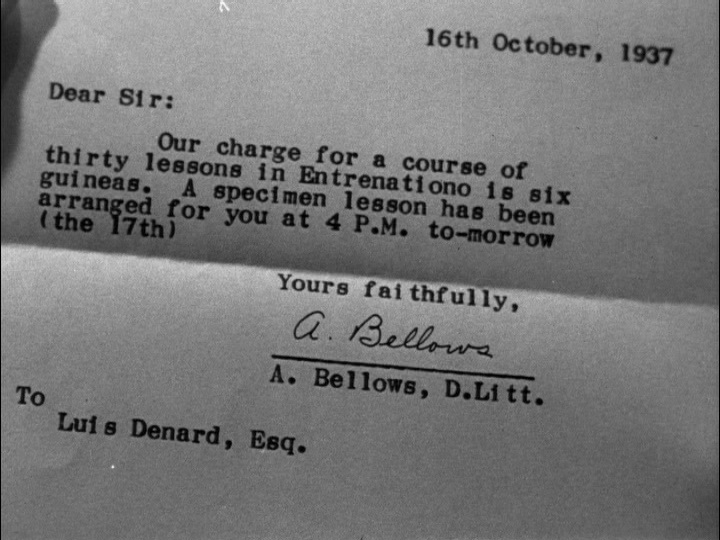 16th October, 1937
Dear Sir:
Our charge for a course of
thirty lessons in Entrenationo is six
guineas. A specimen lesson has been
arranged for you at 4 P.M. to-morrow
(the 17th)
Yours faithfully,
A. Bellows
A. Bellows, D.Litt.
To
Luis Denard, Esq.